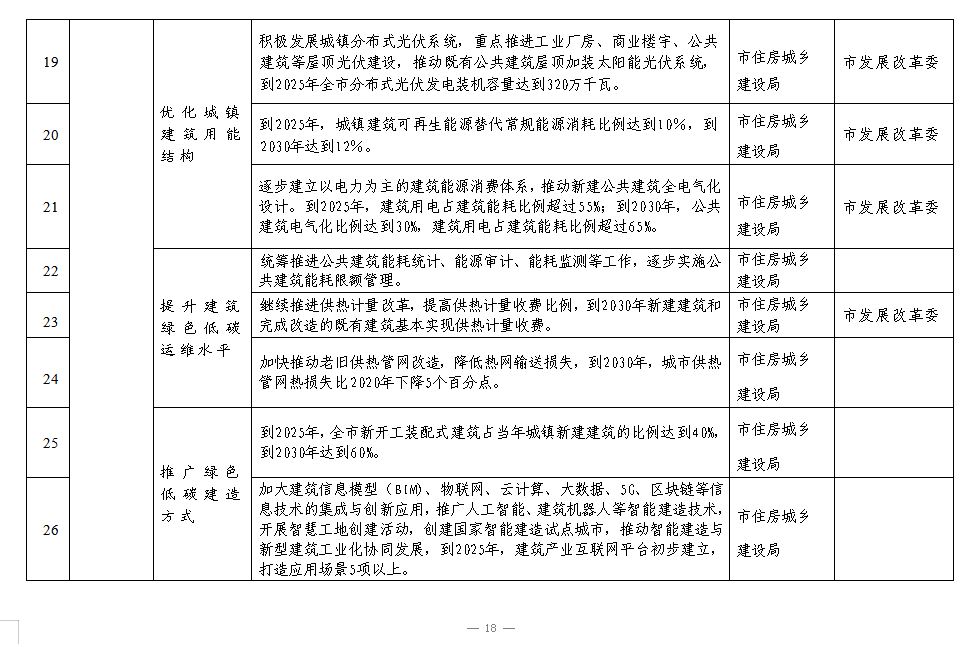 19
优化城镇
建筑用能
结构
积极发展城镇分布式光伏系统，重点推进工业厂房、商业楼宇、公共
建筑等屋顶光伏建设，推动既有公共建筑屋顶加装太阳能光伏系统，
到2025年全市分布式光伏发电装机容量达到320万千瓦。
市住房城乡
建设局
市发展改革委
20
到2025年，城镇建筑可再生能源替代常规能源消耗比例达到10%，到
2030年达到12%。
市住房城乡
建设局
市发展改革委
21
逐步建立以电力为主的建筑能源消费体系，推动新建公共建筑全电气化
设计。到2025年，建筑用电占建筑能耗比例超过55%；到2030年，公共
建筑电气化比例达到30%，建筑用电占建筑能耗比例超过65%。
市住房城乡
建设局
市发展改革委
22
提升建筑
绿色低碳
运维水平
统筹推进公共建筑能耗统计、能源审计、能耗监测等工作，逐步实施公
共建筑能耗限额管理。
市住房城乡
建设局
23
继续推进供热计量改革，提高供热计量收费比例，到2030年新建建筑和
完成改造的既有建筑基本实现供热计量收费。
市住房城乡
建设局
市发展改革委
24
加快推动老旧供热管网改造，降低热网输送损失，到2030年，城市供热
管网热损失比2020年下降5个百分点。
市住房城乡
建设局
25
推广绿色
低碳建造
方式
到2025年，全市新开工装配式建筑占当年城镇新建建筑的比例达到40%，
到2030年达到60%。
市住房城乡
建设局
26
加大建筑信息模型（BIM)、物联网、云计算、大数据、5G、区块链等信
息技术的集成与创新应用，推广人工智能、建筑机器人等智能建造技术，
开展智慧工地创建活动，创建国家智能建造试点城市，推动智能建造与
新型建筑工业化协同发展，到2025年，建筑产业互联网平台初步建立，
打造应用场景5项以上。
市住房城乡
建设局
— 18 —